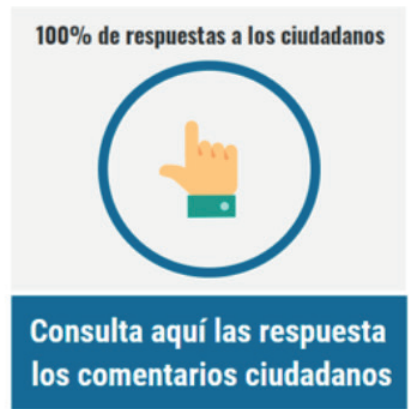 100% de respuestas a los ciudadanos
Consulta aquí las respuesta
los comentarios ciudadanos